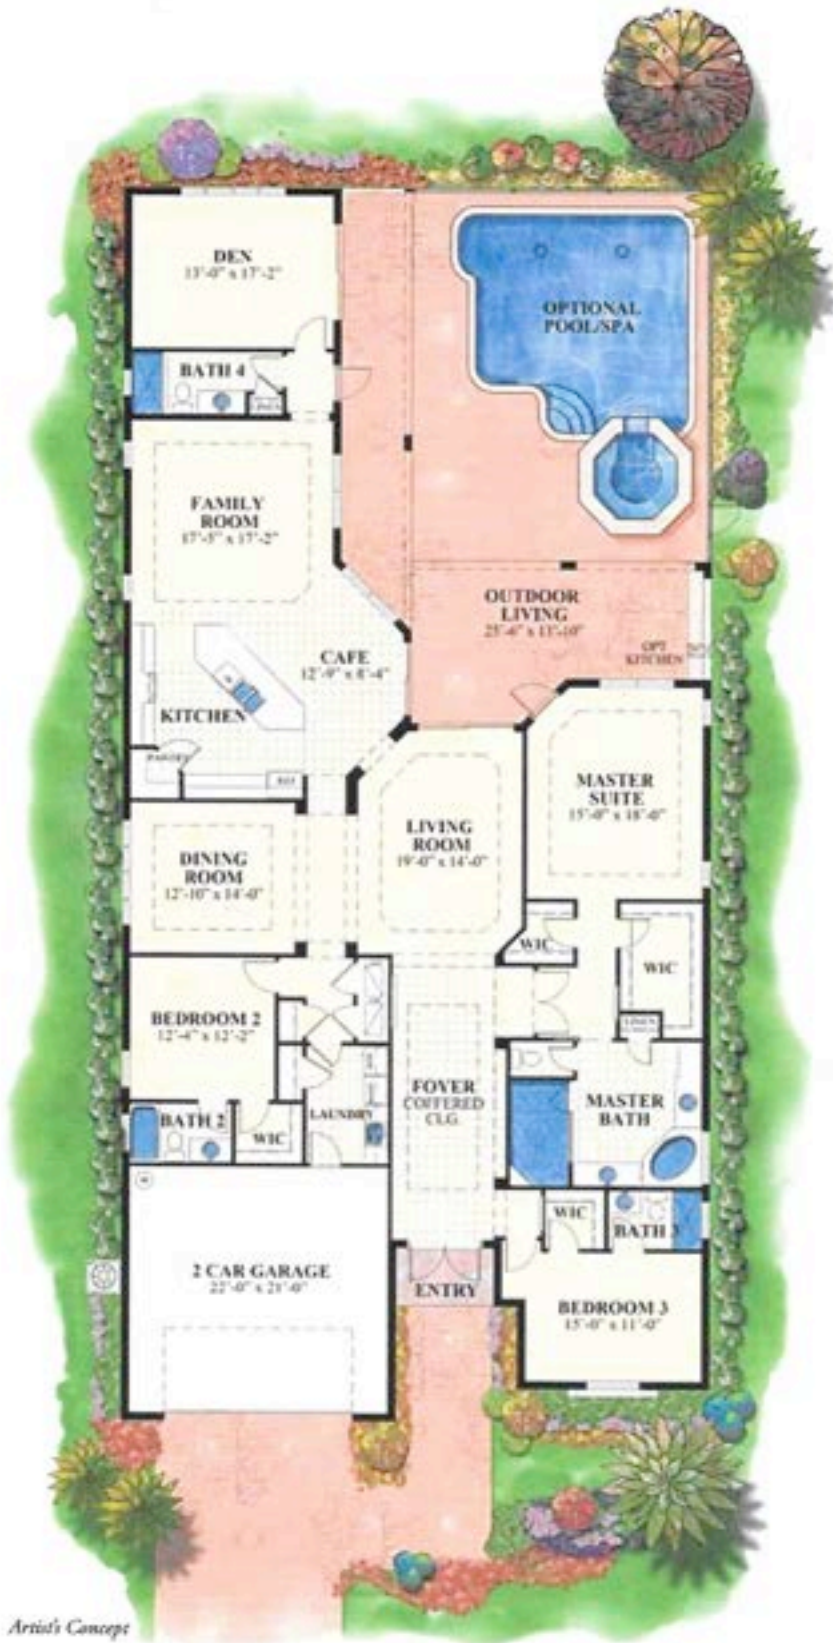 DEN
13'-0" x 17'-2"
OPTIONAL
POOL/SPA
BATH 4
FAMILY
ROOM
17'-5" x 17'-2"
OUTDOOR
LIVING
25'-6" x 13'-10"
OPT
KITCHEN
CAFE
12'-9" x 8'-4"
KITCHEN
PANTRY
REF
MASTER
SUITE
15'-0" x 18'-0"
LIVING
ROOM
19'-0" x 14'-0"
DINING
ROOM
12'-10" x 14'-0"
WIC
WIC
LINEN
BEDROOM 2
12'-4" x 12'-2"
FOYER
COFFERED
CLG.
MASTER
BATH
BATH 2
WIC
LAUNDRY
WIC
BATH 3
2 CAR GARAGE
22'-0" x 21'-0"
ENTRY
BEDROOM 3
15'-0" x 11'-0"
Artist's Concept